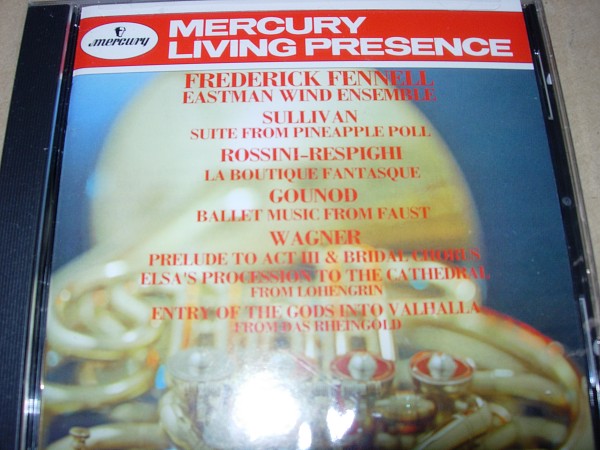 mercury
MERCURY
LIVING PRESENCE
FREDERICK FENNELL
EASTMAN WIND ENSEMBLE
SULLIVAN
SUITE FROM PINEAPPLE POLL
ROSSINI-RESPIGHI
LA BOUTIQUE FANTASQUE
GOUNOD
BALLET MUSIC FROM FAUST
WAGNER
PRELUDE TO ACT III & BRIDAL CHORUS
ELSA'S PROCESSION TO THE CATHEDRAL
FROM LOHENGRIN
ENTRY OF THE GODS INTO VALHALLA
FROM DAS RHEINGOLD